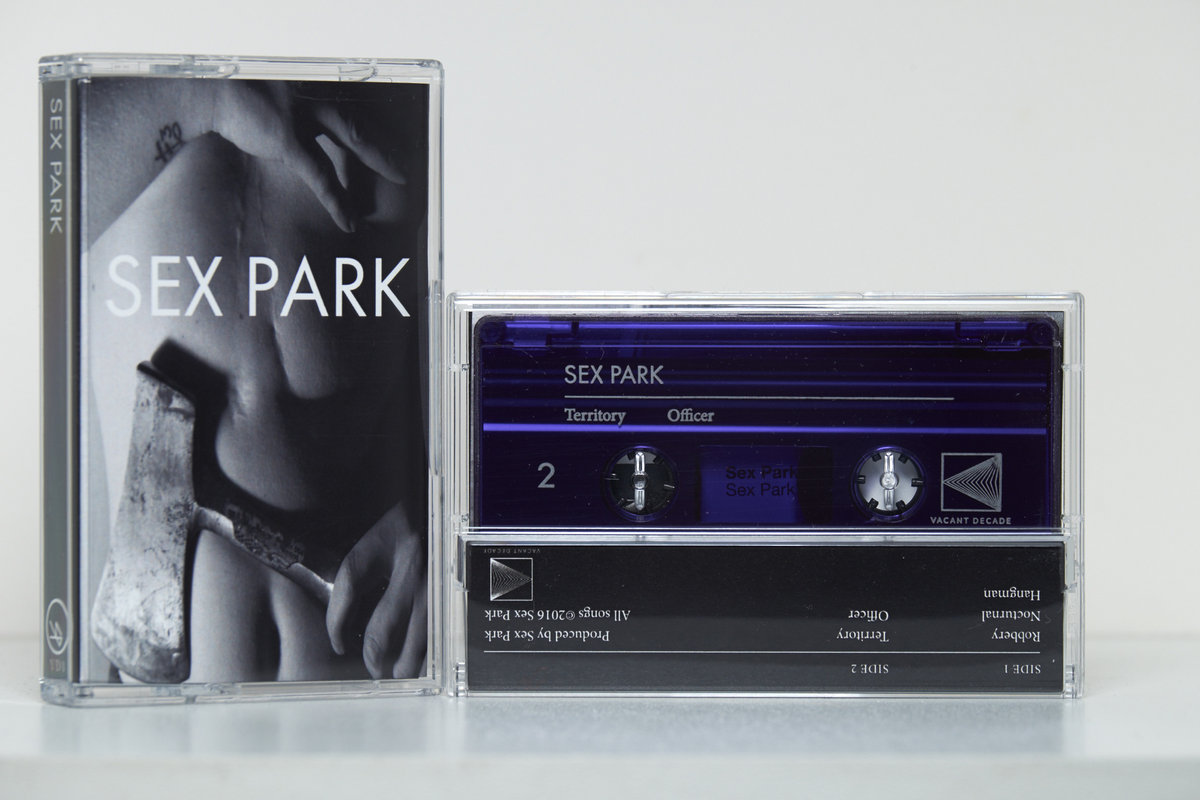 SEX PARK
SEX PARK
SEX PARK
Territory Officer
2
Sex Park
Sex Park
VACANT DECADE
VACANT DECADE
SIDE 1 SIDE 2
Robbery Territory Produced by Sex Park
Nocturnal Officer All songs ©2016 Sex Park
Hangman